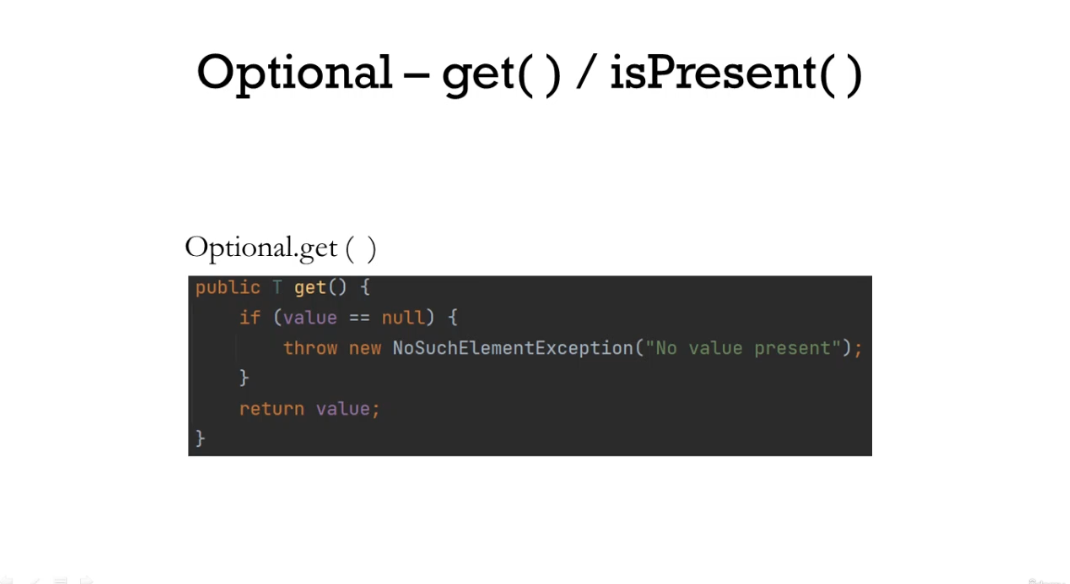 Optional – get( ) / isPresent( )
Optional.get ( )
public T get() {
    if (value == null) {
        throw new NoSuchElementException("No value present");
    }
    return value;
}